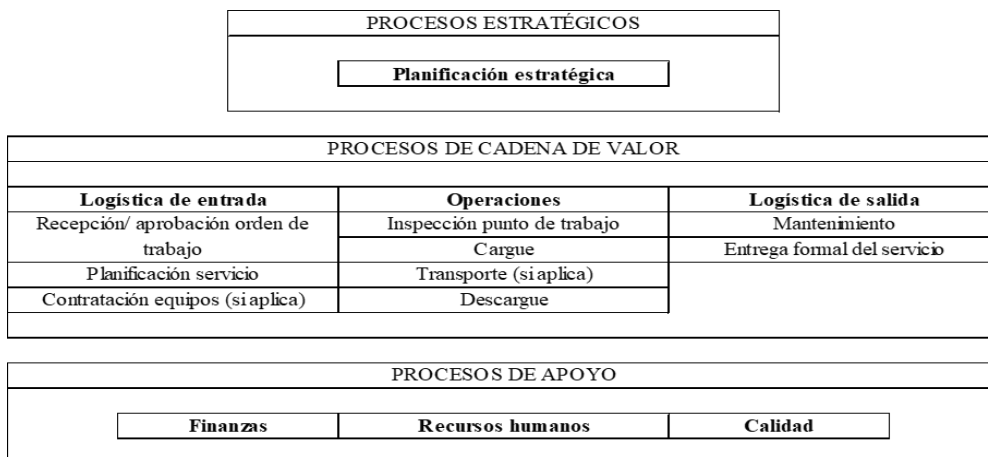 PROCESOS ESTRATÉGICOS
Planificación estratégica
PROCESOS DE CADENA DE VALOR
Logística de entrada
Operaciones
Logística de salida
Recepción/ aprobación orden de
trabajo
Inspección punto de trabajo
Mantenimiento
Cargue
Entrega formal del servicio
Planificación servicio
Transporte (si aplica)
Contratación equipos (si aplica)
Descargue
PROCESOS DE APOYO
Finanzas
Recursos humanos
Calidad